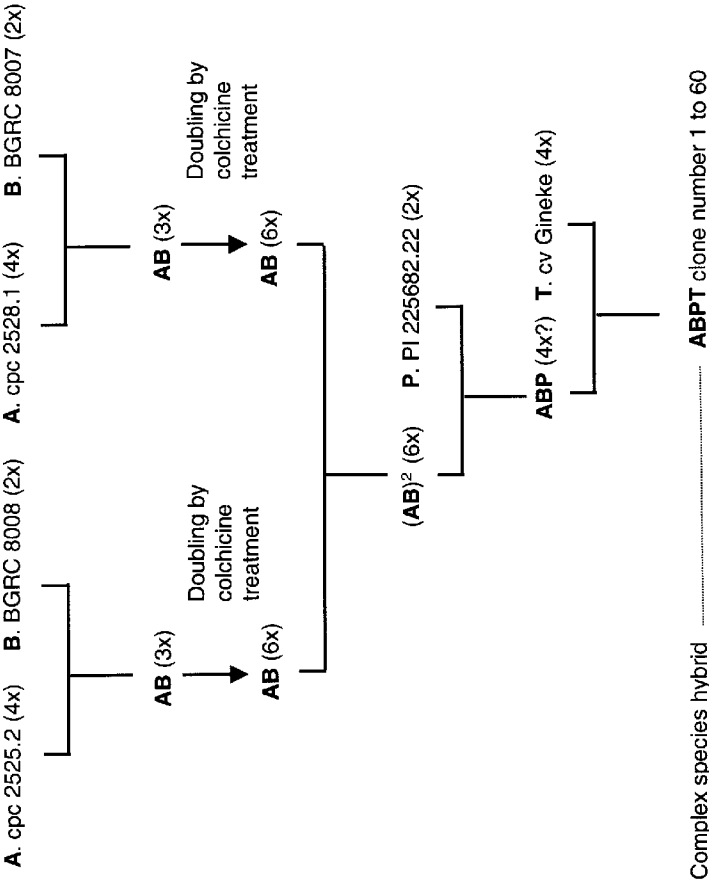 A. cpc 2525.2 (4x) B. BGRC 8008 (2x) A. cpc 2528.1 (4x) B. BGRC 8007 (2x)
AB (3x)
Doubling by
colchicine
treatment
AB (3x)
Doubling by
colchicine
treatment
AB (6x)
AB (6x)
(AB)² (6x) P. PI 225682.22 (2x)
ABP (4x?) T. cv Gineke (4x)
Complex species hybrid ABPT clone number 1 to 60